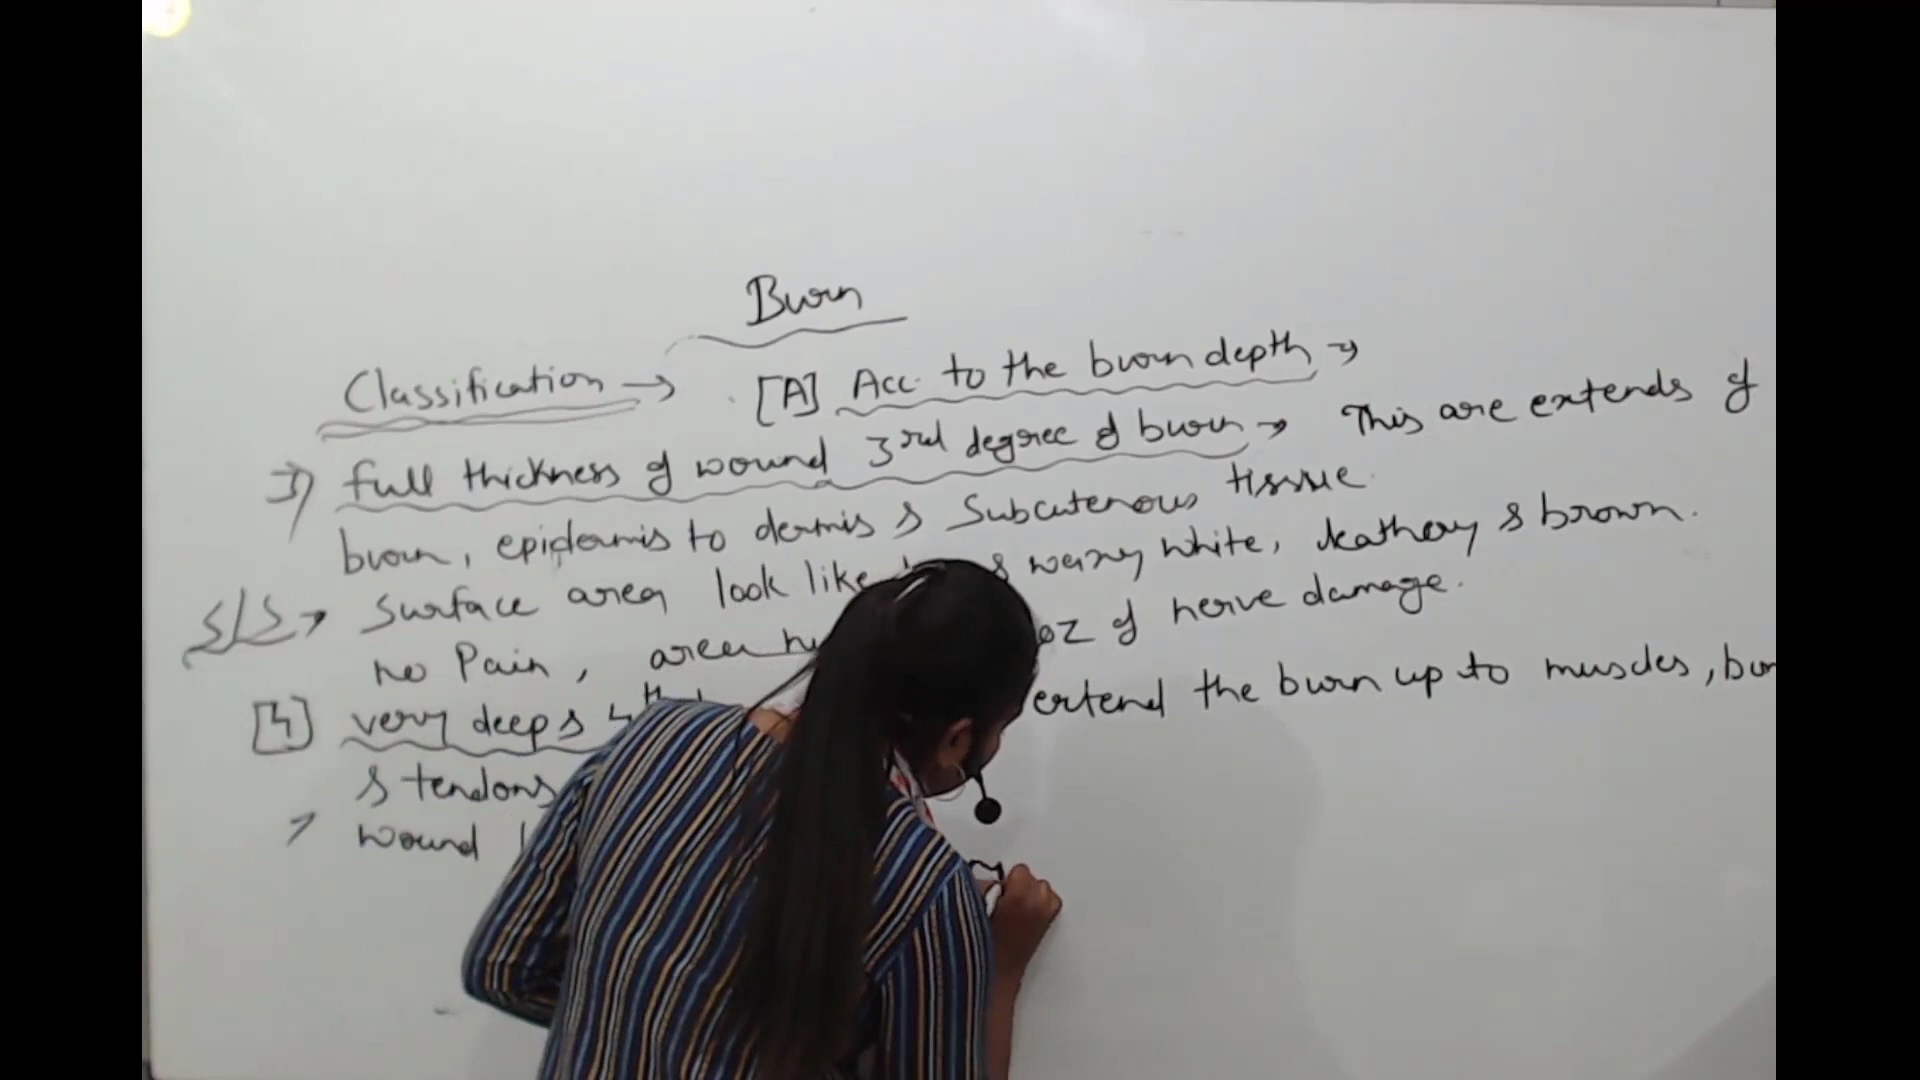 Burn
Classification → [A] Acc. to the burn depth →
3) full thickness of wound 3rd degree of burn → This are extends of
burn, epidermis to dermis & Subcutenous tissue.
S/S → Surface area look like waxy white, leathery & brown.
no Pain, area of nerve damage.
[4] very deep & 4th extend the burn up to muscles,
& tendons
→ wound